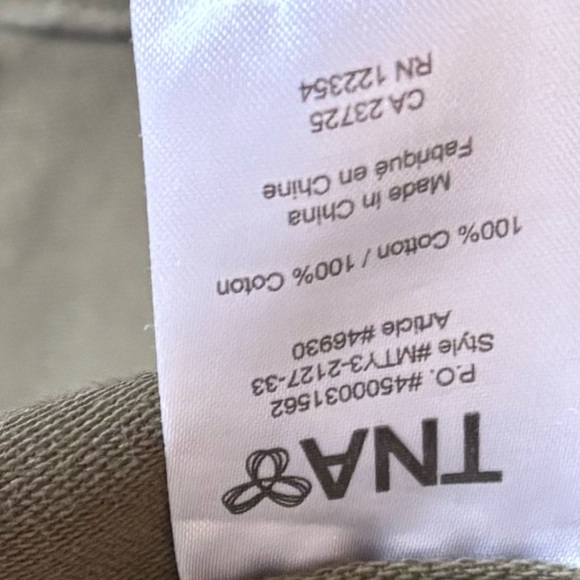 TNA
P.O. #4500031562
Style #MTY3-2127-33
Article #46930
100% Cotton / 100% Coton
Made in China
Fabriqué en Chine
CA 23725
RN 122354